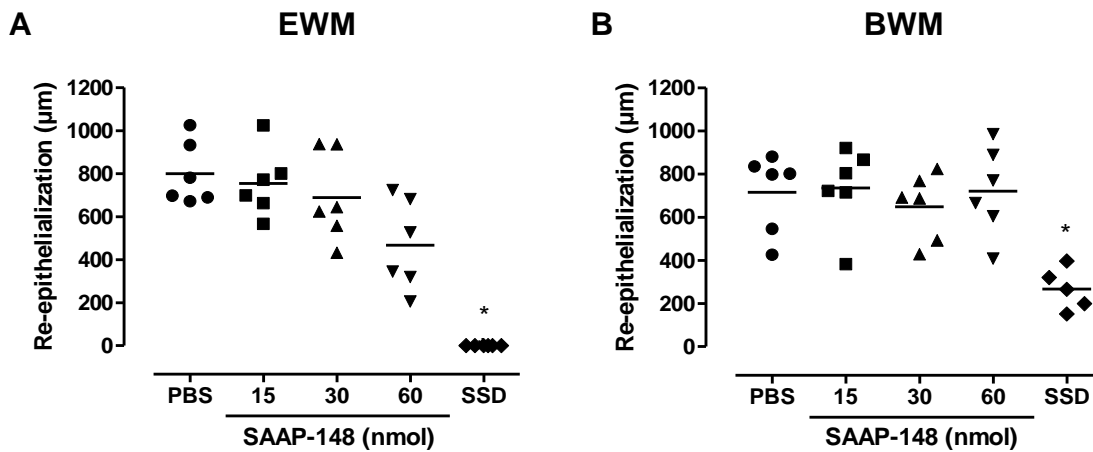 A
EWM
Re-epithelialization (µm)
1200
1000
800
600
400
200
0
*
PBS 15 30 60 SSD
SAAP-148 (nmol)
B
BWM
Re-epithelialization (µm)
1200
1000
800
600
400
200
0
*
PBS 15 30 60 SSD
SAAP-148 (nmol)